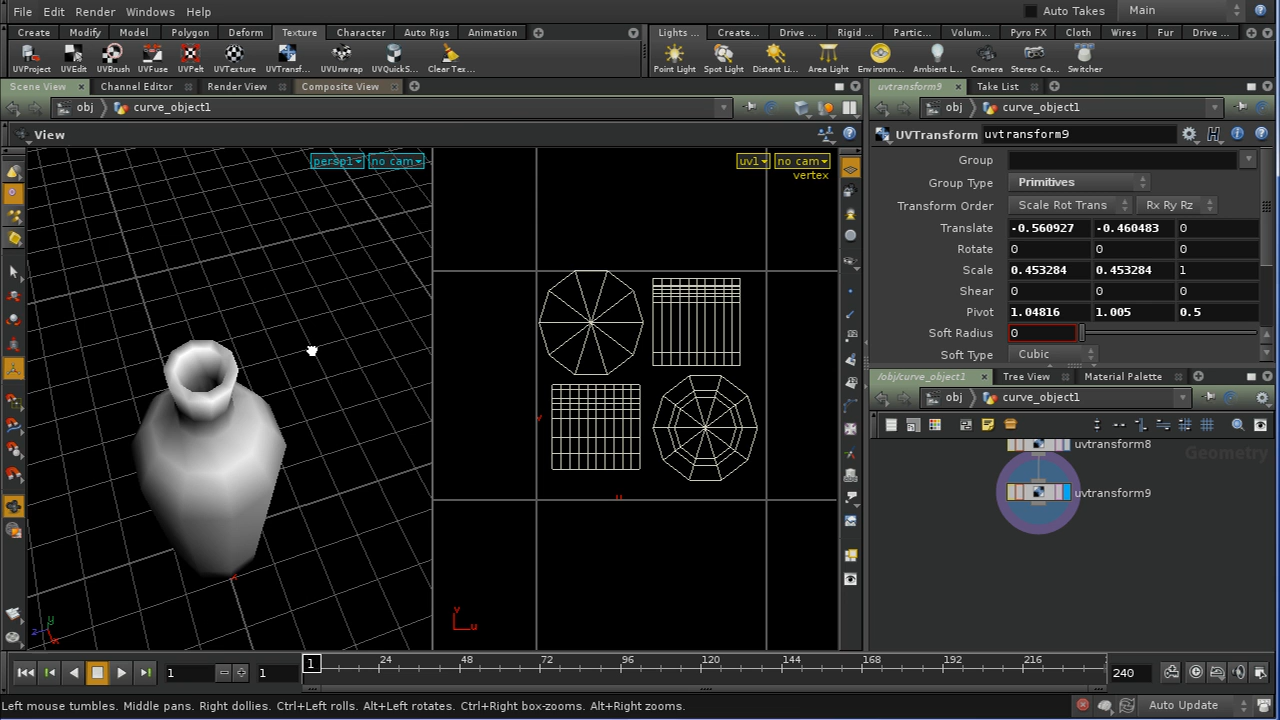 File Edit Render Windows Help Auto Takes Main
Create Modify Model Polygon Deform Texture Character Auto Rigs Animation Lights ... Create... Drive ... Rigid ... Partic... Volum... Pyro FX Cloth Wires Fur Drive ...
UVProject UVEdit UVBrush UVFuse UVPelt UVTexture UVTransf... UVUnwrap UVQuickS... Clear Tex... Point Light Spot Light Distant Li... Area Light Environm... Ambient L... Camera Stereo Ca... Switcher
Scene View Channel Editor Render View Composite View uvtransform9 Take List
obj curve_object1 obj curve_object1
View UVTransform uvtransform9
persp1 no cam uv1 no cam
vertex
Group
Group Type Primitives
Transform Order Scale Rot Trans Rx Ry Rz
Translate -0.560927 -0.460483 0
Rotate 0 0 0
Scale 0.453284 0.453284 1
Shear 0 0 0
Pivot 1.04816 1.005 0.5
Soft Radius 0
Soft Type Cubic
/obj/curve_object1 Tree View Material Palette
obj curve_object1
uvtransform8
Geometry
uvtransform9
v
u
y
z x
v
u
1 1 1 24 48 72 96 120 144 168 192 216 240
Left mouse tumbles. Middle pans. Right dollies. Ctrl+Left rolls. Alt+Left rotates. Ctrl+Right box-zooms. Alt+Right zooms. Auto Update